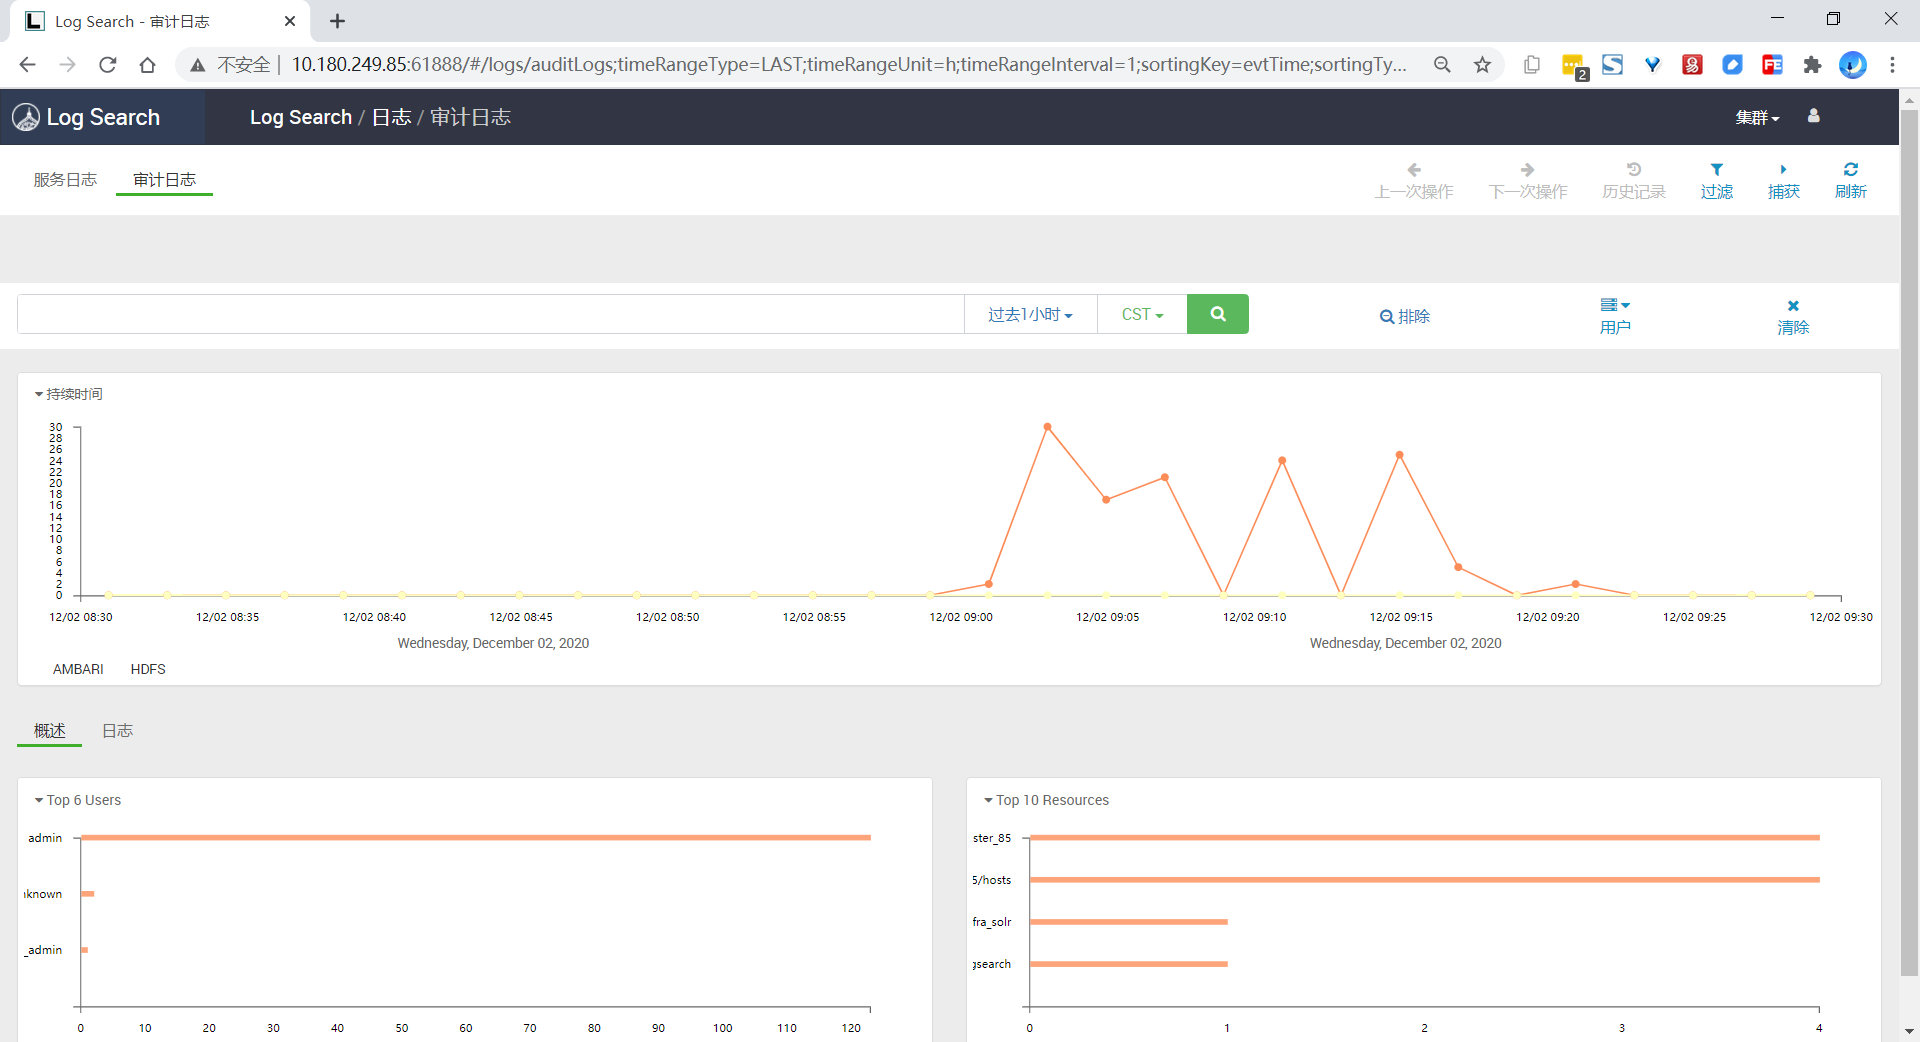 Log Search - 审计日志
不安全 | 10.180.249.85:61888/#/logs/auditLogs;timeRangeType=LAST;timeRangeUnit=h;timeRangeInterval=1;sortingKey=evtTime;sortingTy...
2
FE
Log Search
Log Search / 日志 / 审计日志
集群
服务日志 审计日志
上一次操作 下一次操作 历史记录 过滤 捕获 刷新
过去1小时 CST 排除 用户 清除
持续时间
30
28
26
24
22
20
18
16
14
12
10
8
6
4
2
0
12/02 08:30 12/02 08:35 12/02 08:40 12/02 08:45 12/02 08:50 12/02 08:55 12/02 09:00 12/02 09:05 12/02 09:10 12/02 09:15 12/02 09:20 12/02 09:25 12/02 09:30
Wednesday, December 02, 2020 Wednesday, December 02, 2020
AMBARI HDFS
概述 日志
Top 6 Users
admin
known
_admin
0 10 20 30 40 50 60 70 80 90 100 110 120
Top 10 Resources
ster_85
5/hosts
fra_solr
gsearch
0 1 2 3 4